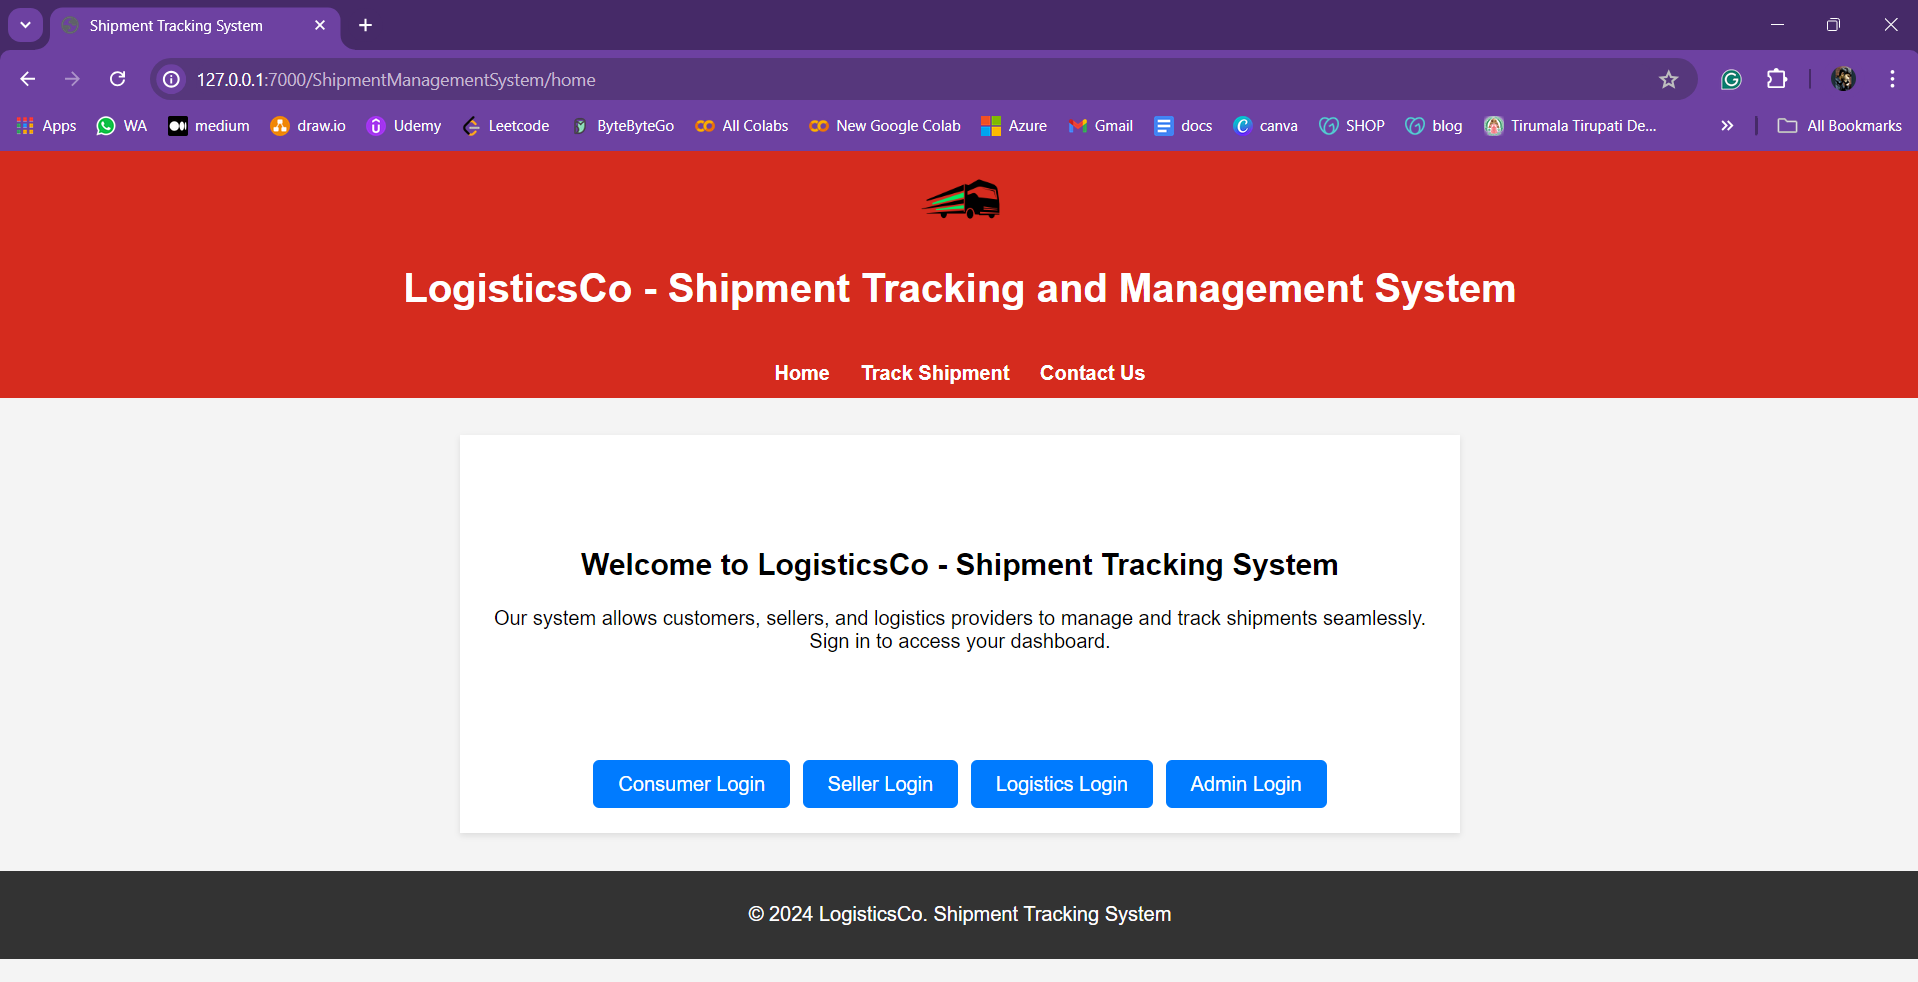 Shipment Tracking System
127.0.0.1:7000/ShipmentManagementSystem/home
Apps WA medium draw.io Udemy Leetcode ByteByteGo All Colabs New Google Colab Azure Gmail docs canva SHOP blog Tirumala Tirupati De... All Bookmarks
LogisticsCo - Shipment Tracking and Management System
Home Track Shipment Contact Us
Welcome to LogisticsCo - Shipment Tracking System
Our system allows customers, sellers, and logistics providers to manage and track shipments seamlessly.
Sign in to access your dashboard.
Consumer Login Seller Login Logistics Login Admin Login
© 2024 LogisticsCo. Shipment Tracking System